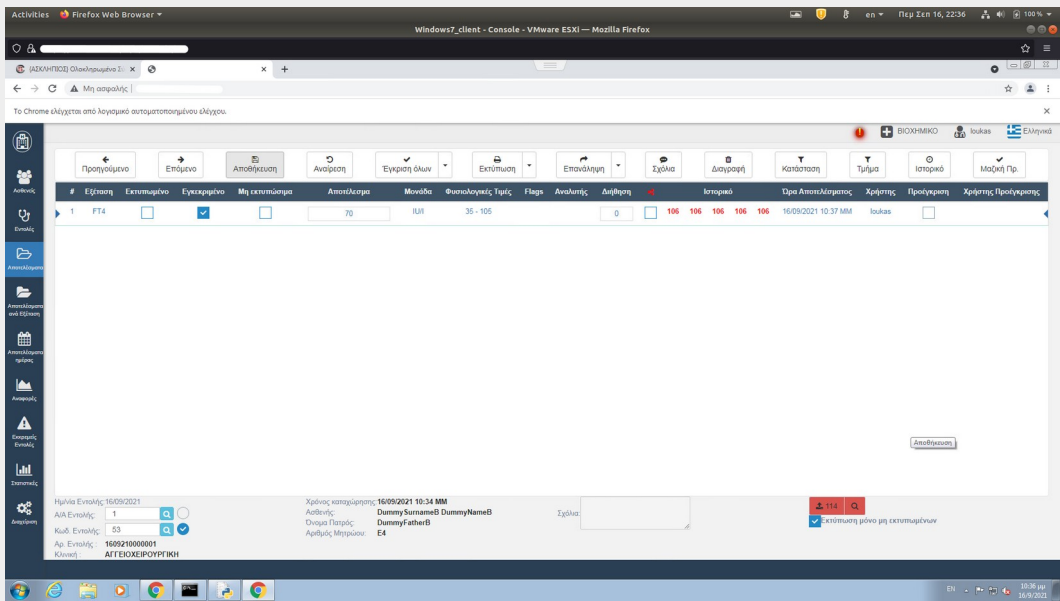 Activities Firefox Web Browser en Πεμ Σεπ 16, 22:36 100 %
Windows7_client - Console - VMware ESXi — Mozilla Firefox
(ΑΣΚΛΗΠΙΟΣ) Ολοκληρωμένο Σ × × +
Μη ασφαλής
Το Chrome ελέγχεται από λογισμικό αυτοματοποιημένου ελέγχου. ×
ΒΙΟΧΗΜΙΚΟ loukas Ελληνικά
Προηγούμενο Επόμενο Αποθήκευση Αναίρεση Έγκριση όλων Εκτύπωση Επανάληψη Σχόλια Διαγραφή Κατάσταση Τμήμα Ιστορικό Μαζική Πρ.
# Εξέταση Εκτυπωμένο Εγκεκριμένο Μη εκτυπώσιμα Αποτέλεσμα Μονάδα Φυσιολογικές Τιμές Flags Αναλυτής Διήθηση Ιστορικό Ώρα Αποτελέσματος Χρήστης Προέγκριση Χρήστης Προέγκρισης
1 FT4 70 IU/l 35 - 105 0 106 106 106 106 106 16/09/2021 10:37 ΜΜ loukas
Ασθενείς
Εντολές
Αποτελέσματα
Αποτελέσματα
ανά Εξέταση
Αποτελέσματα
ημέρας
Αναφορές
Εκκρεμείς
Εντολές
Στατιστικές
Διαχείριση
Αποθήκευση
Ημ/νία Εντολής: 16/09/2021
Α/Α Εντολής: 1
Κωδ. Εντολής: 53
Αρ. Εντολής : 1609210000001
Κλινική : ΑΓΓΕΙΟΧΕΙΡΟΥΡΓΙΚΗ
Χρόνος καταχώρησης: 16/09/2021 10:34 ΜΜ
Ασθενής: DummySurnameB DummyNameB
Όνομα Πατρός: DummyFatherB
Αριθμός Μητρώου: E4
Σχόλια:
114
Εκτύπωση μόνο μη εκτυπωμένων
EN 10:36 μμ
16/9/2021